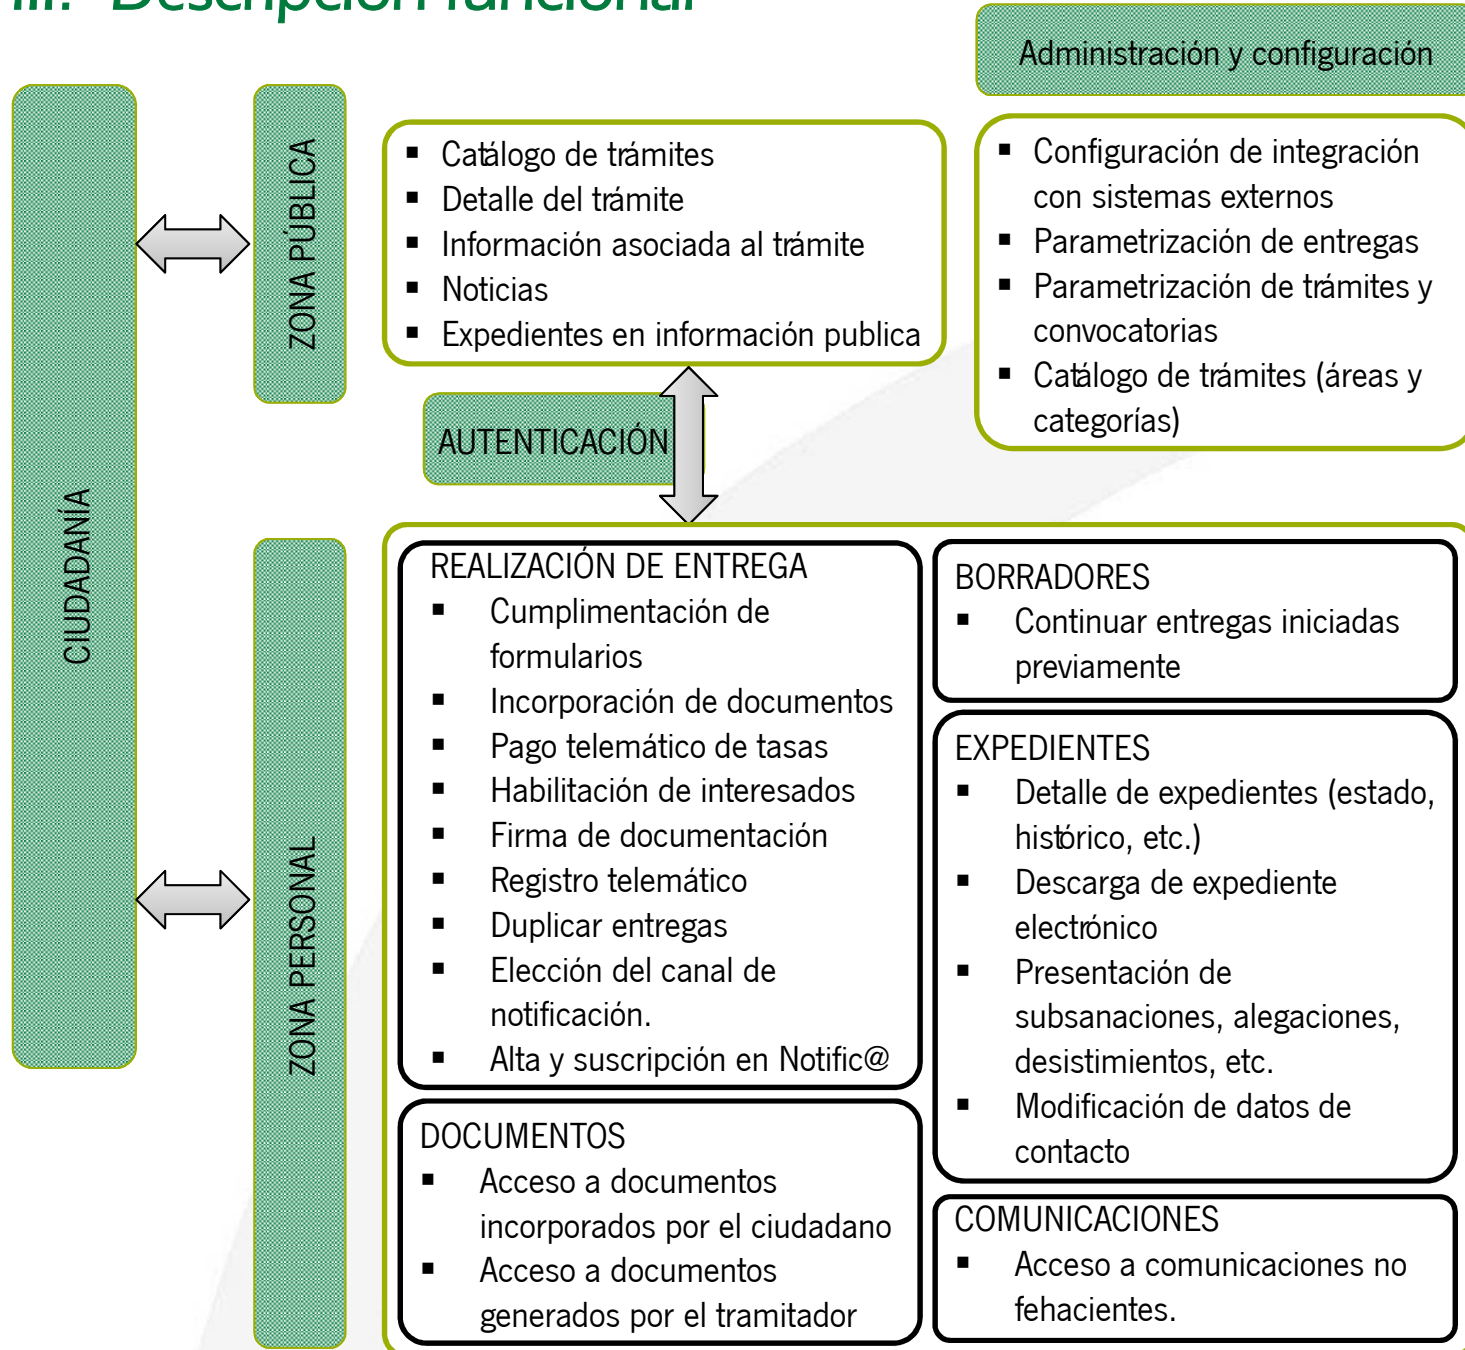 III. Descripción funcional
Administración y configuración
CIUDADANÍA
ZONA PÚBLICA
▪ Catálogo de trámites
▪ Detalle del trámite
▪ Información asociada al trámite
▪ Noticias
▪ Expedientes en información publica
▪ Configuración de integración
con sistemas externos
▪ Parametrización de entregas
▪ Parametrización de trámites y
convocatorias
▪ Catálogo de trámites (áreas y
categorías)
AUTENTICACIÓN
ZONA PERSONAL
REALIZACIÓN DE ENTREGA
▪ Cumplimentación de
formularios
▪ Incorporación de documentos
▪ Pago telemático de tasas
▪ Habilitación de interesados
▪ Firma de documentación
▪ Registro telemático
▪ Duplicar entregas
▪ Elección del canal de
notificación.
▪ Alta y suscripción en Notific@
DOCUMENTOS
▪ Acceso a documentos
incorporados por el ciudadano
▪ Acceso a documentos
generados por el tramitador
BORRADORES
▪ Continuar entregas iniciadas
previamente
EXPEDIENTES
▪ Detalle de expedientes (estado,
histórico, etc.)
▪ Descarga de expediente
electrónico
▪ Presentación de
subsanaciones, alegaciones,
desistimientos, etc.
▪ Modificación de datos de
contacto
COMUNICACIONES
▪ Acceso a comunicaciones no
fehacientes.